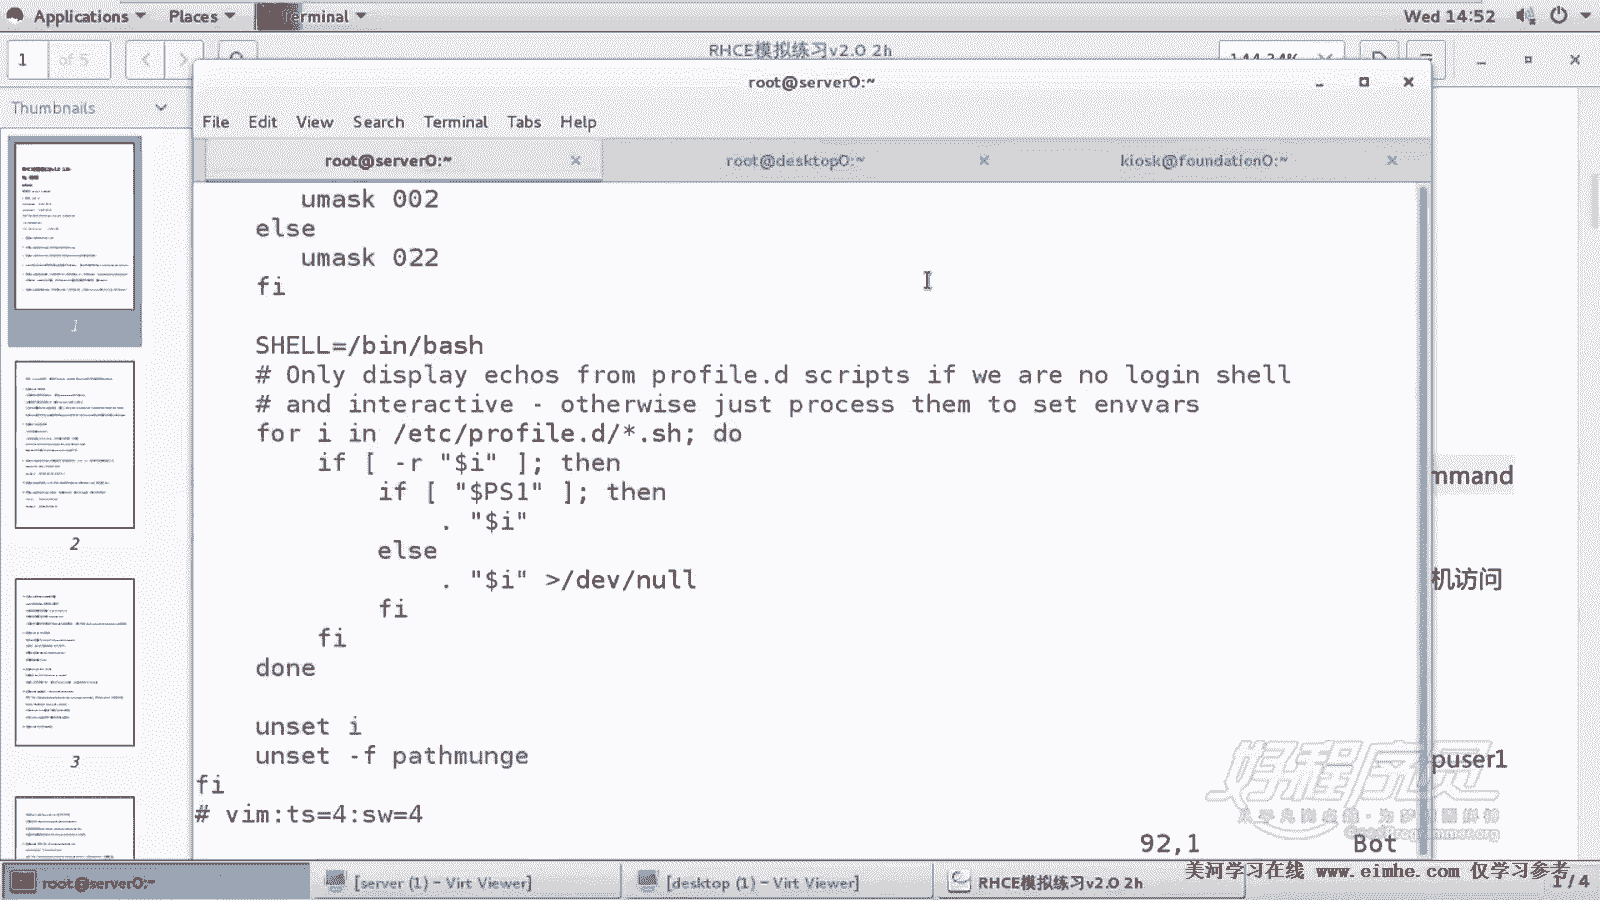 Applications Places Terminal Wed 14:52
1 of 5 RHCE模拟练习v2.0 2h 144.34%
Thumbnails
root@server0:~
File Edit View Search Terminal Tabs Help
root@server0:~ root@desktop0:~ kiosk@foundation0:~
umask 002
else
umask 022
fi
SHELL=/bin/bash
# Only display echos from profile.d scripts if we are no login shell
# and interactive - otherwise just process them to set envvars
for i in /etc/profile.d/*.sh; do
if [ -r "$i" ]; then
if [ "$PS1" ]; then
. "$i"
else
. "$i" >/dev/null
fi
fi
done
unset i
unset -f pathmunge
fi
# vim:ts=4:sw=4
92,1 Bot
1
2
3
mmand
机访问
puser1
好程序员
美河学习在线 www.eimhe.com 仅学习参考
root@server0:~ [server (1) - Virt Viewer] [desktop (1) - Virt Viewer] RHCE模拟练习v2.0 2h 1 / 4